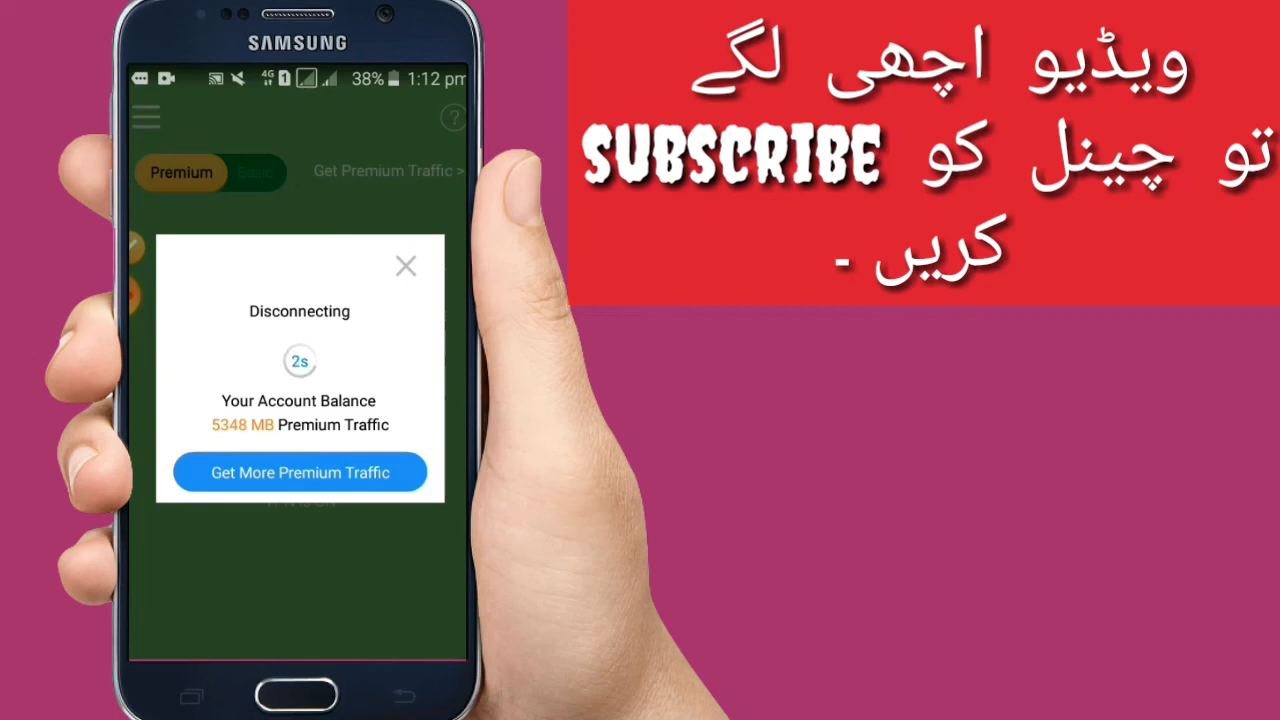 SAMSUNG
4G 1 38% 1:12 pm
?
Premium Basic Get Premium Traffic >
Disconnecting
2s
Your Account Balance
5348 MB Premium Traffic
Get More Premium Traffic
ویڈیو اچھی لگے
تو چینل کو SUBSCRIBE
کریں ۔